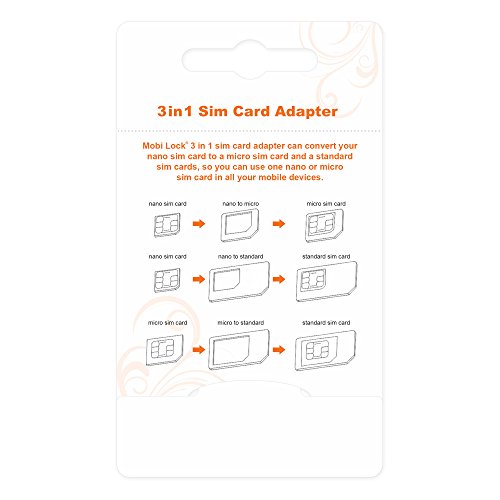 3in1 Sim Card Adapter
Mobi Lock® 3 in 1 sim card adapter can convert your
nano sim card to a micro sim card and a standard
sim cards, so you can use one nano or micro
sim card in all your mobile devices.
nano sim card nano to micro micro sim card
nano sim card nano to standard standard sim card
micro sim card micro to standard standard sim card